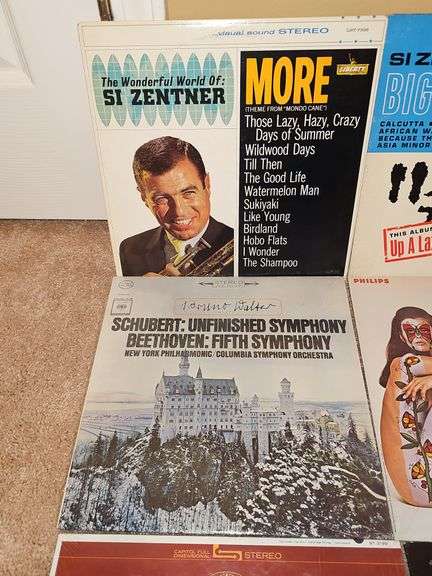 ...visual sound STEREO
LIBERTY
The Wonderful World Of:
SI ZENTNER
MORE
(THEME FROM "MONDO CANE")
Those Lazy, Hazy, Crazy
Days of Summer
Wildwood Days
Till Then
The Good Life
Watermelon Man
Sukiyaki
Like Young
Birdland
Hobo Flats
I Wonder
The Shampoo
SI ZE
BIG
CALCUTTA
AFRICAN WA
BECAUSE TH
ASIA MINOR
THIS ALBUM
Up A La
STEREO
Bruno Walter
SCHUBERT: UNFINISHED SYMPHONY
BEETHOVEN: FIFTH SYMPHONY
NEW YORK PHILHARMONIC/COLUMBIA SYMPHONY ORCHESTRA
PHILIPS
CAPITOL FULL
DIMENSIONAL
STEREO